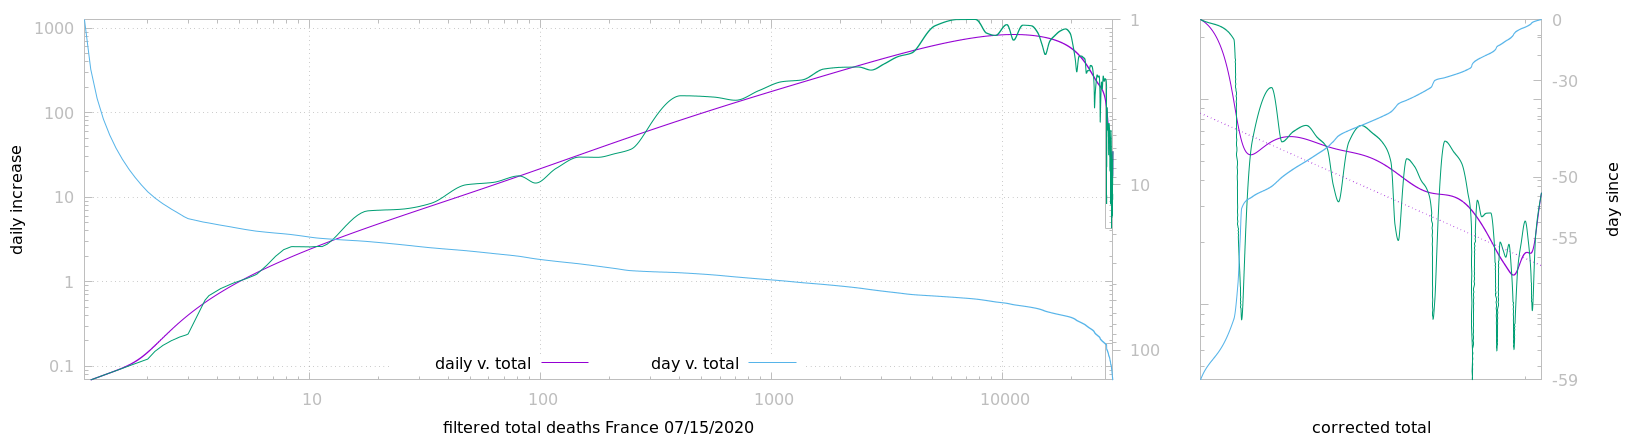 1000
100
10
1
0.1
daily increase
10
100
1000
10000
filtered total deaths France 07/15/2020
daily v. total
day v. total
1
10
100
0
-30
-50
-55
-59
day since
corrected total